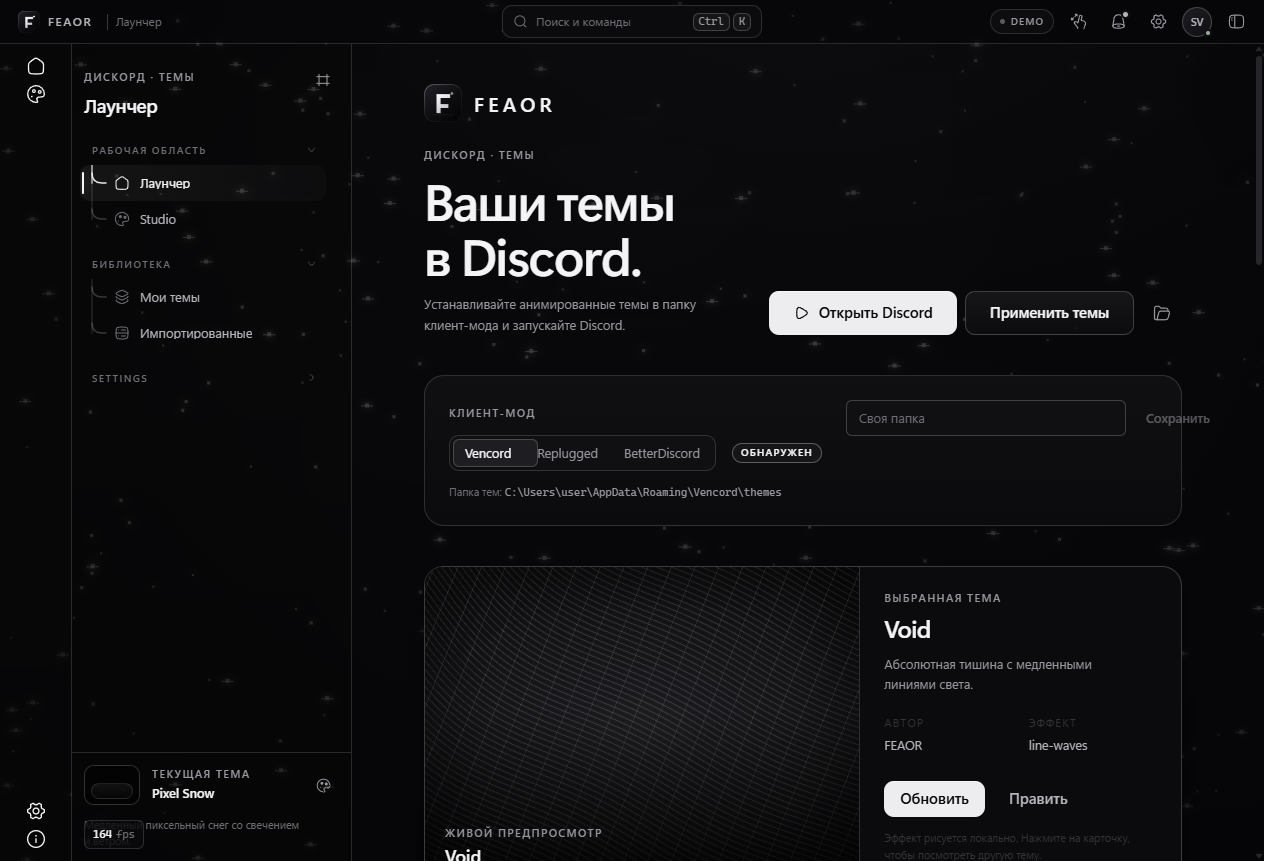 FEAOR
Лаунчер
Поиск и команды
Ctrl K
DEMO
SV
ДИСКОРД · ТЕМЫ
Лаунчер
РАБОЧАЯ ОБЛАСТЬ
Лаунчер
Studio
БИБЛИОТЕКА
Мои темы
Импортированные
SETTINGS
ТЕКУЩАЯ ТЕМА
Pixel Snow
пиксельный снег со свечением
164 fps
F FEAOR
ДИСКОРД · ТЕМЫ
Ваши темы
в Discord.
Устанавливайте анимированные темы в папку
клиент-мода и запускайте Discord.
Открыть Discord
Применить темы
КЛИЕНТ-МОД
Vencord
Replugged
BetterDiscord
ОБНАРУЖЕН
Своя папка
Сохранить
Папка тем: C:\Users\user\AppData\Roaming\Vencord\themes
ЖИВОЙ ПРЕДПРОСМОТР
Void
ВЫБРАННАЯ ТЕМА
Void
Абсолютная тишина с медленными
линиями света.
АВТОР
ЭФФЕКТ
FEAOR
line-waves
Обновить
Править
Эффект рисуется локально. Нажмите на карточку,
чтобы посмотреть другую тему.